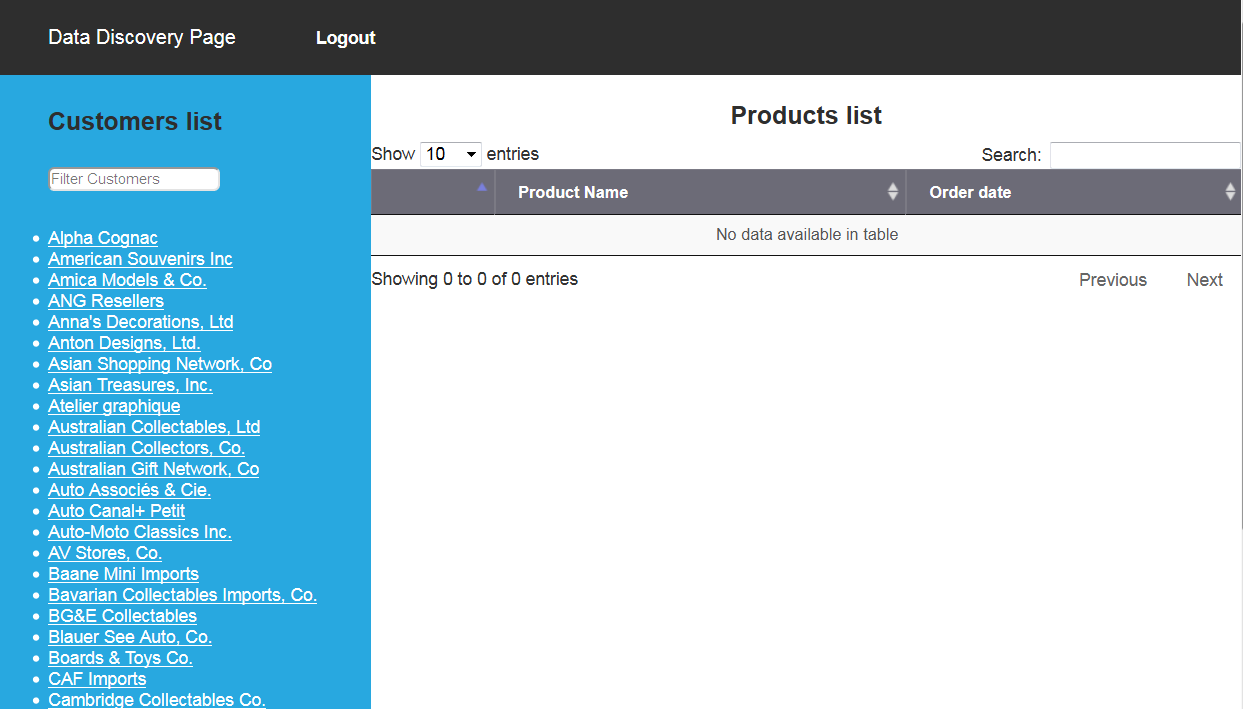 Data Discovery Page Logout
Customers list
Filter Customers
Alpha Cognac
American Souvenirs Inc
Amica Models & Co.
ANG Resellers
Anna's Decorations, Ltd
Anton Designs, Ltd.
Asian Shopping Network, Co
Asian Treasures, Inc.
Atelier graphique
Australian Collectables, Ltd
Australian Collectors, Co.
Australian Gift Network, Co
Auto Associés & Cie.
Auto Canal+ Petit
Auto-Moto Classics Inc.
AV Stores, Co.
Baane Mini Imports
Bavarian Collectables Imports, Co.
BG&E Collectables
Blauer See Auto, Co.
Boards & Toys Co.
CAF Imports
Cambridge Collectables Co.
Products list
Show 10 entries Search:
Product Name Order date
No data available in table
Showing 0 to 0 of 0 entries Previous Next